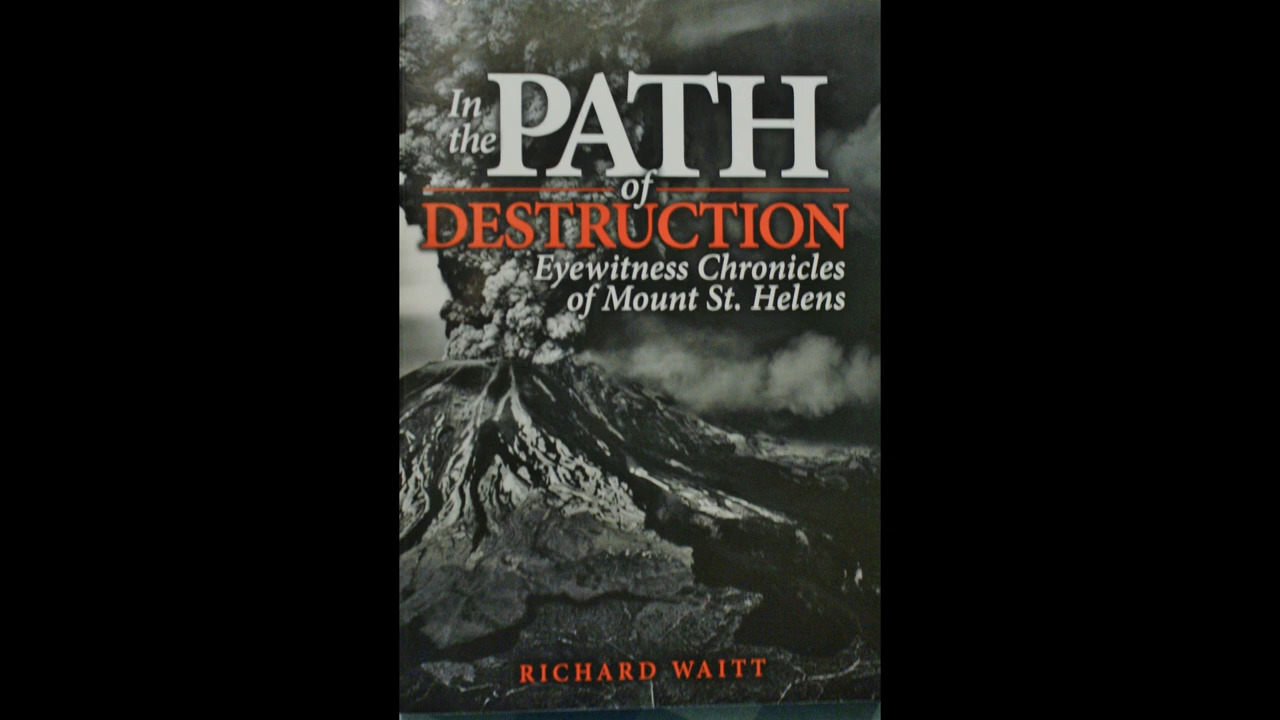 In
the PATH
of
DESTRUCTION
Eyewitness Chronicles
of Mount St. Helens
RICHARD WAITT